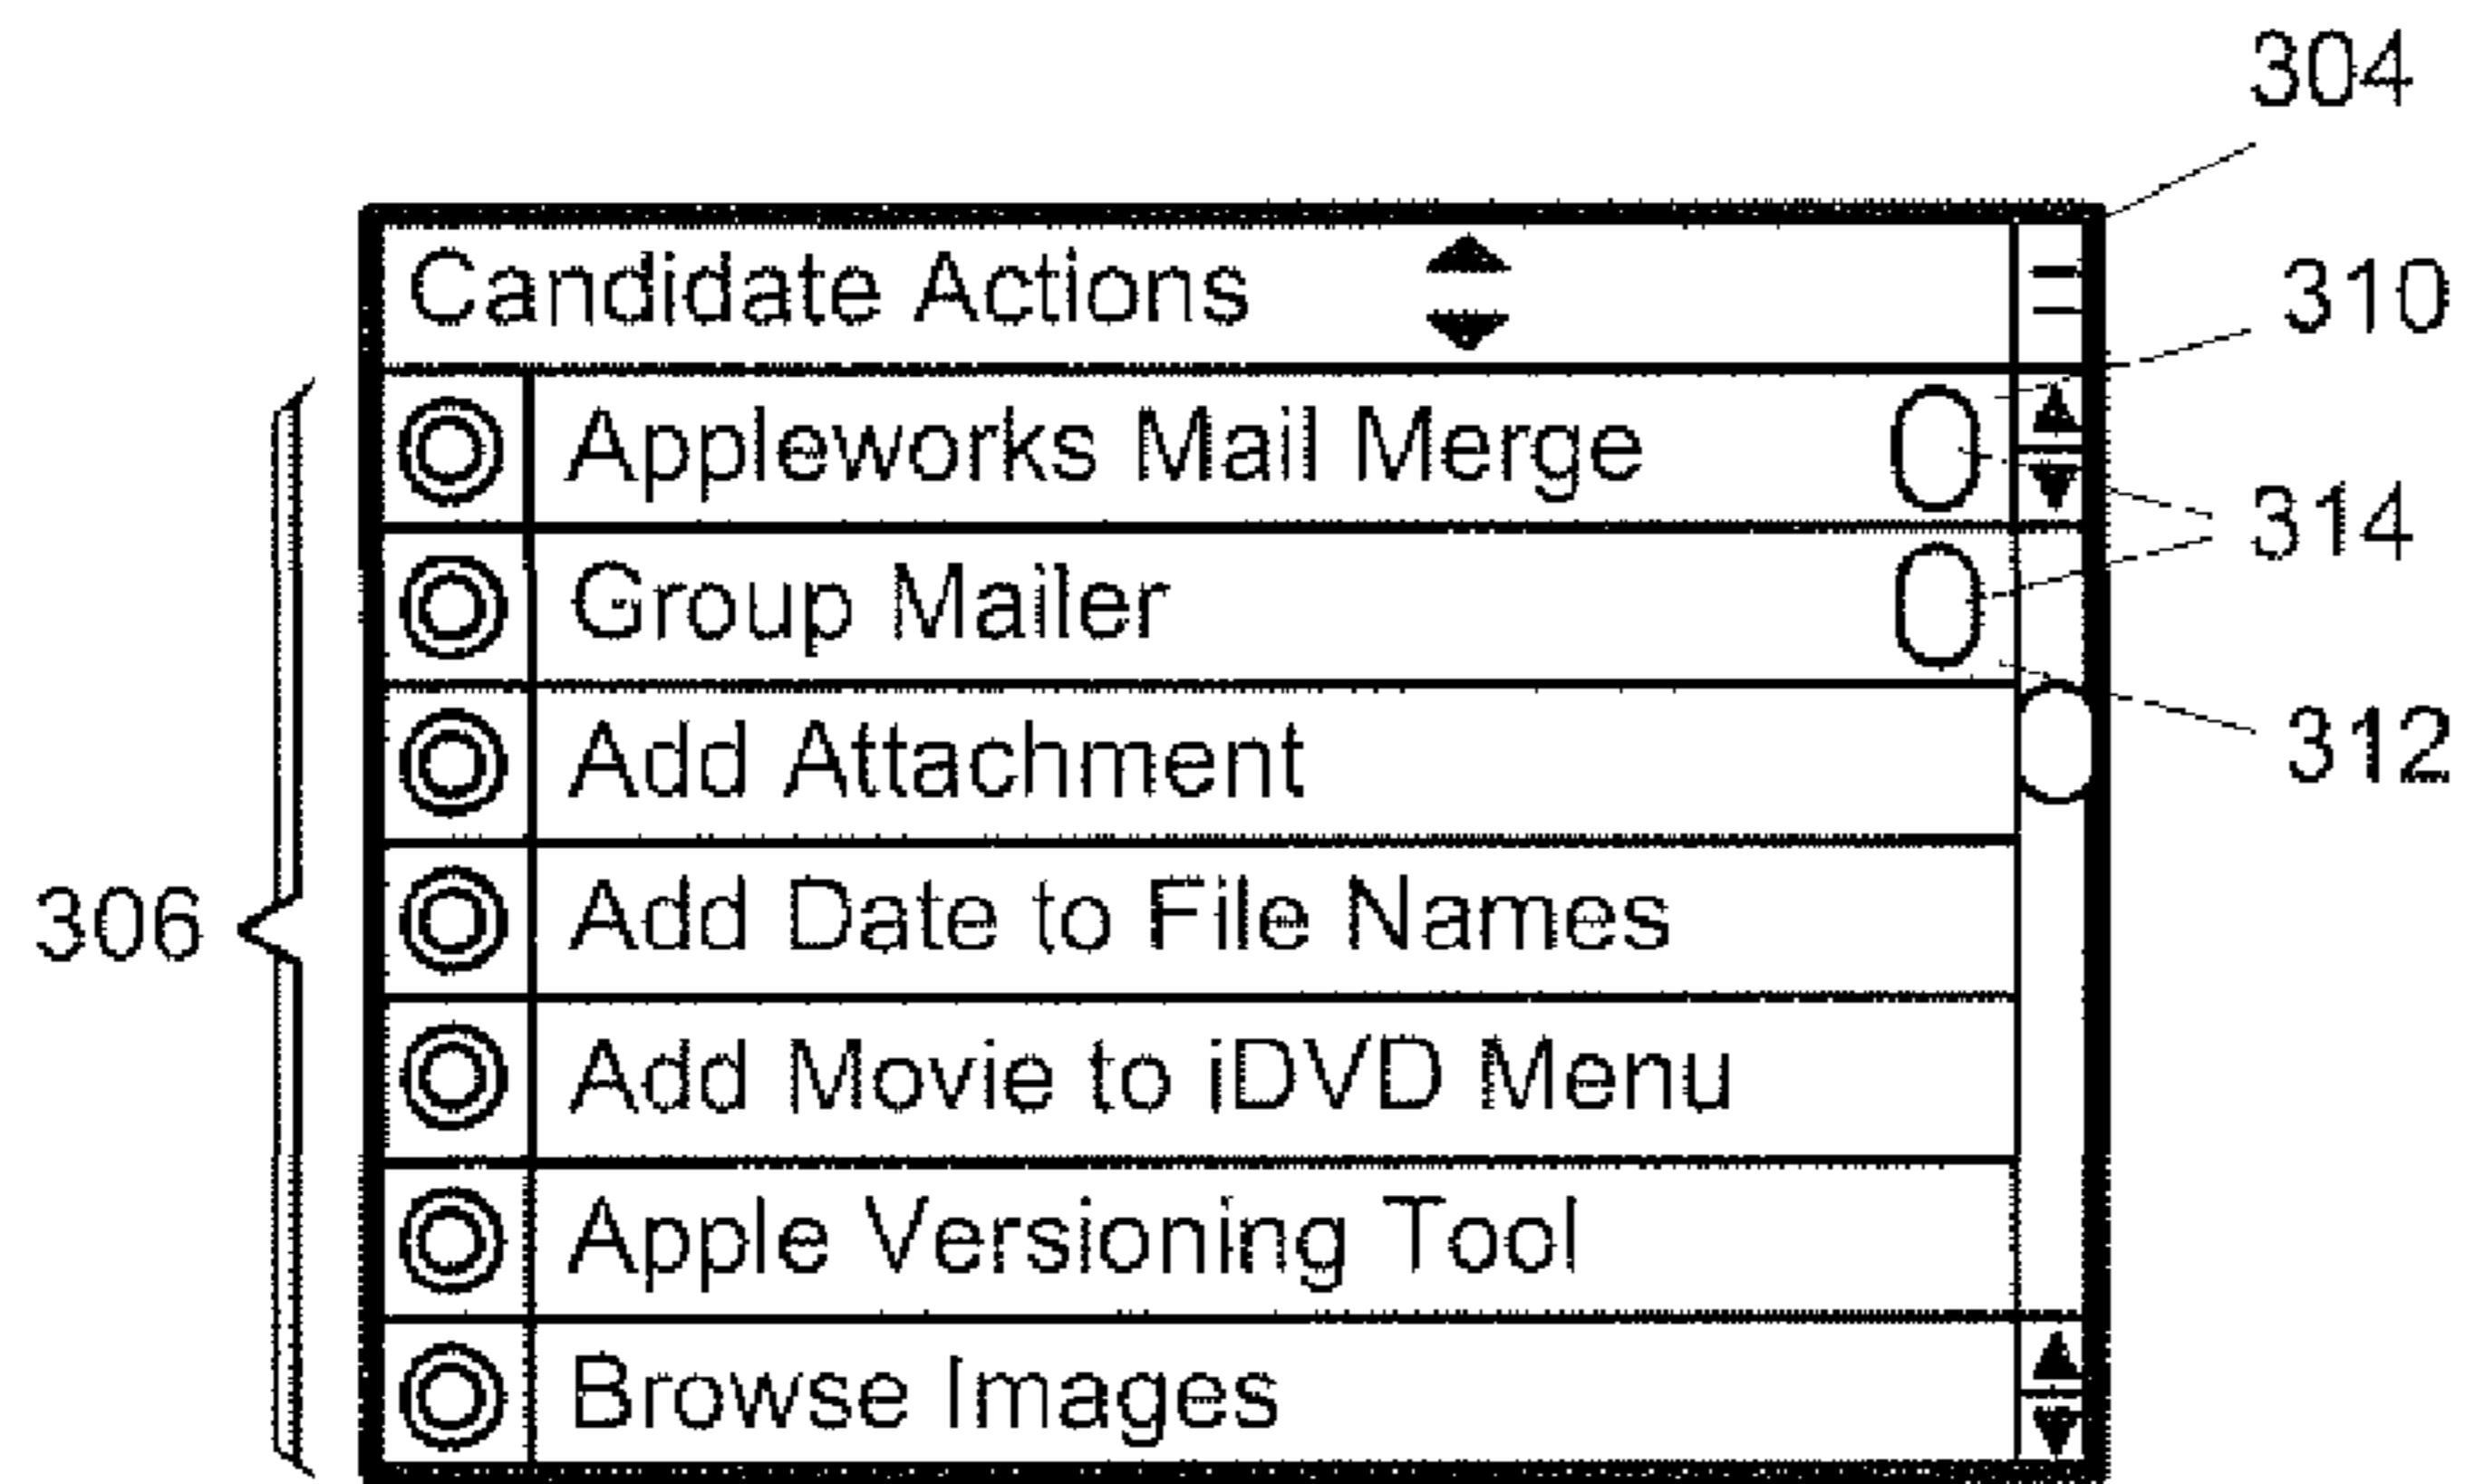 304
Candidate Actions
310
Appleworks Mail Merge
314
Group Mailer
Add Attachment
312
306
Add Date to File Names
Add Movie to iDVD Menu
Apple Versioning Tool
Browse Images